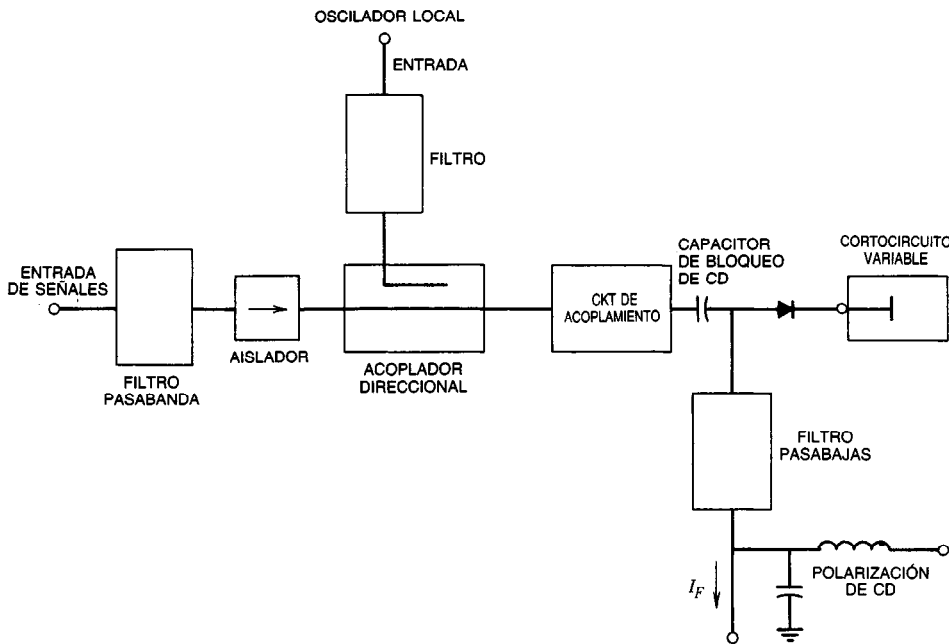 OSCILADOR LOCAL
ENTRADA
FILTRO
ENTRADA
DE SEÑALES
FILTRO
PASABANDA
AISLADOR
ACOPLADOR
DIRECCIONAL
CKT DE
ACOPLAMIENTO
CAPACITOR
DE BLOQUEO
DE CD
CORTOCIRCUITO
VARIABLE
FILTRO
PASABAJAS
I_F
POLARIZACIÓN
DE CD